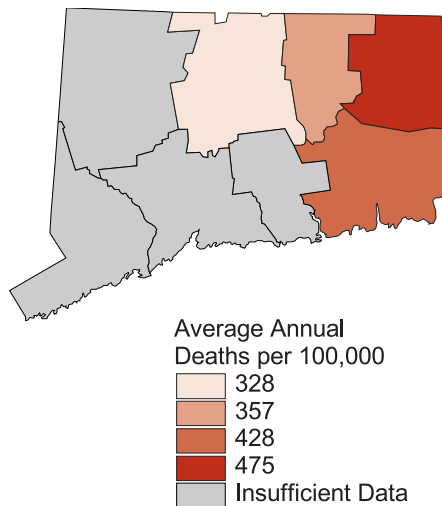 Average Annual
Deaths per 100,000
328
357
428
475
Insufficient Data